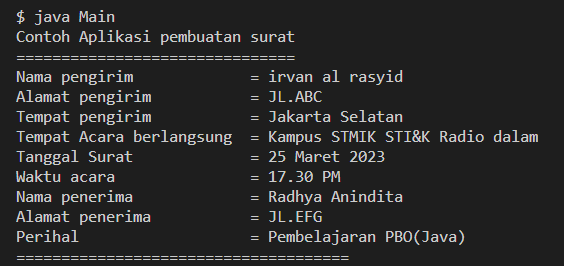 $ java Main
Contoh Aplikasi pembuatan surat
===============================
Nama pengirim             = irvan al rasyid
Alamat pengirim           = JL.ABC
Tempat pengirim           = Jakarta Selatan
Tempat Acara berlangsung  = Kampus STMIK STI&K Radio dalam
Tanggal Surat             = 25 Maret 2023
Waktu acara               = 17.30 PM
Nama penerima             = Radhya Anindita
Alamat penerima           = JL.EFG
Perihal                   = Pembelajaran PBO(Java)
=====================================